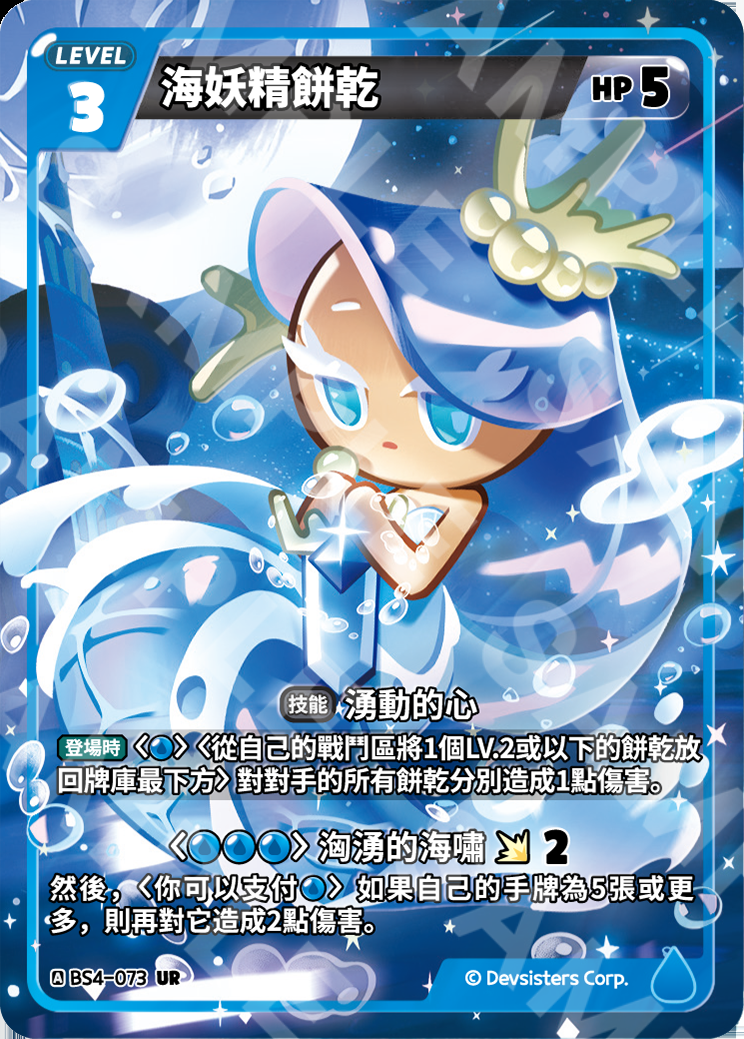 LEVEL
3
海妖精餅乾
HP 5
技能 湧動的心
登場時 〈 〉〈從自己的戰鬥區將1個LV.2或以下的餅乾放
回牌庫最下方〉對對手的所有餅乾分別造成1點傷害。
〈 〉 洶湧的海嘯 2
然後，〈你可以支付 〉 如果自己的手牌為5張或更
多，則再對它造成2點傷害。
A BS4-073 UR
© Devsisters Corp.